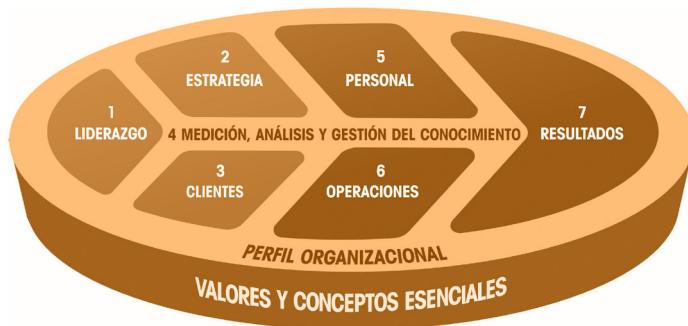 1
LIDERAZGO
2
ESTRATEGIA
3
CLIENTES
4 MEDICIÓN, ANÁLISIS Y GESTIÓN DEL CONOCIMIENTO
5
PERSONAL
6
OPERACIONES
7
RESULTADOS
PERFIL ORGANIZACIONAL
VALORES Y CONCEPTOS ESENCIALES